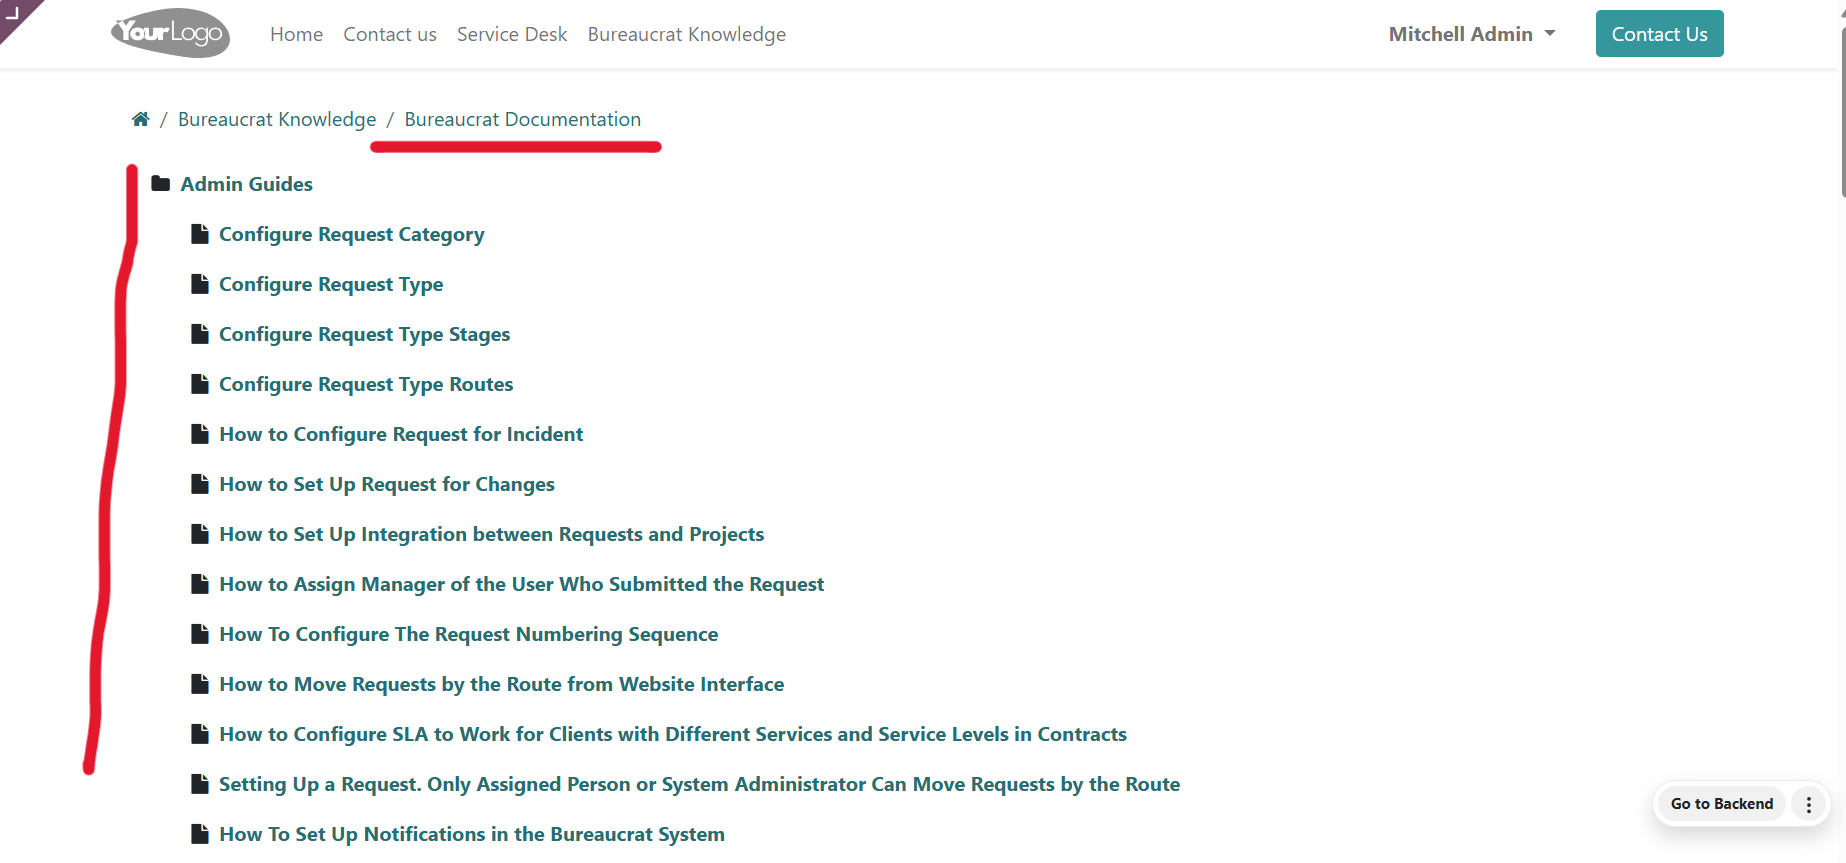 YourLogo Home Contact us Service Desk Bureaucrat Knowledge Mitchell Admin Contact Us
/ Bureaucrat Knowledge / Bureaucrat Documentation
Admin Guides
Configure Request Category
Configure Request Type
Configure Request Type Stages
Configure Request Type Routes
How to Configure Request for Incident
How to Set Up Request for Changes
How to Set Up Integration between Requests and Projects
How to Assign Manager of the User Who Submitted the Request
How To Configure The Request Numbering Sequence
How to Move Requests by the Route from Website Interface
How to Configure SLA to Work for Clients with Different Services and Service Levels in Contracts
Setting Up a Request. Only Assigned Person or System Administrator Can Move Requests by the Route
Go to Backend
How To Set Up Notifications in the Bureaucrat System